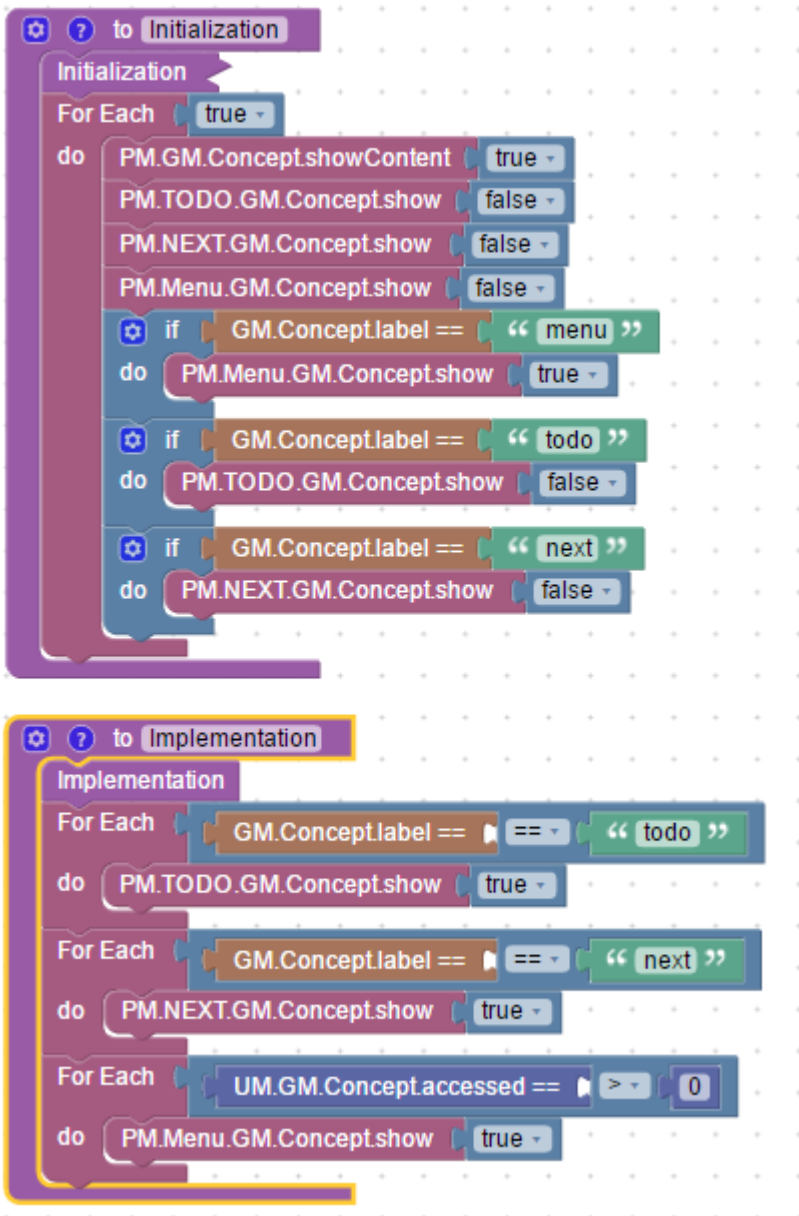 ? to Initialization
Initialization
For Each true
do PM.GM.Concept.showContent true
PM.TODO.GM.Concept.show false
PM.NEXT.GM.Concept.show false
PM.Menu.GM.Concept.show false
if GM.Concept.label == “ menu ”
do PM.Menu.GM.Concept.show true
if GM.Concept.label == “ todo ”
do PM.TODO.GM.Concept.show false
if GM.Concept.label == “ next ”
do PM.NEXT.GM.Concept.show false
? to Implementation
Implementation
For Each GM.Concept.label == == “ todo ”
do PM.TODO.GM.Concept.show true
For Each GM.Concept.label == == “ next ”
do PM.NEXT.GM.Concept.show true
For Each UM.GM.Concept.accessed == > 0
do PM.Menu.GM.Concept.show true